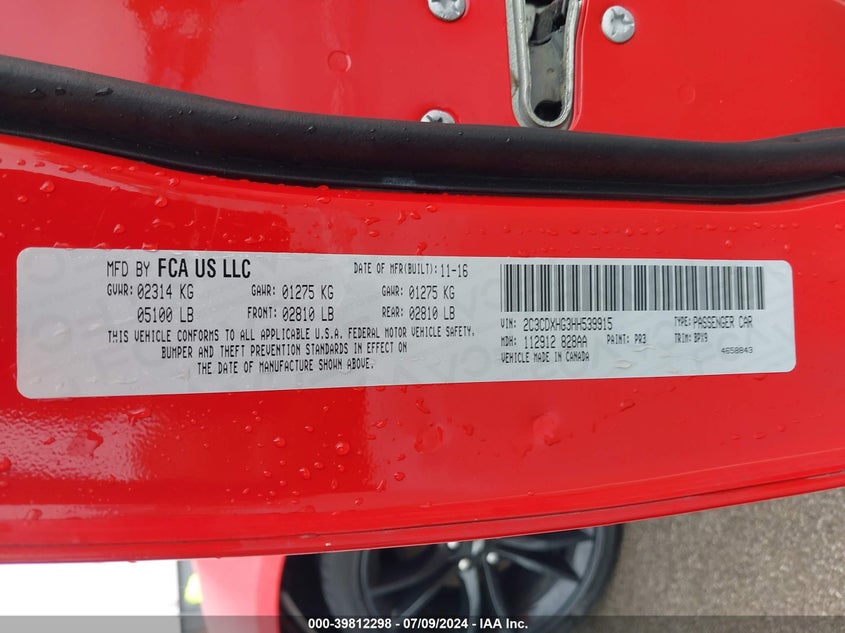 MFD BY FCA US LLC DATE OF MFR(BUILT): 11-16
GVWR: 02314 KG GAWR: 01275 KG GAWR: 01275 KG
05100 LB FRONT: 02810 LB REAR: 02810 LB
THIS VEHICLE CONFORMS TO ALL APPLICABLE U.S.A. FEDERAL MOTOR VEHICLE SAFETY,
BUMPER AND THEFT PREVENTION STANDARDS IN EFFECT ON
THE DATE OF MANUFACTURE SHOWN ABOVE.
VIN: 2C3CDXHG3HH539915 TYPE: PASSENGER CAR
MDH: 112912 828AA PAINT: PR3 TRIM: BPX9
VEHICLE MADE IN CANADA 4658843
000-39812298 - 07/09/2024 - IAA Inc.